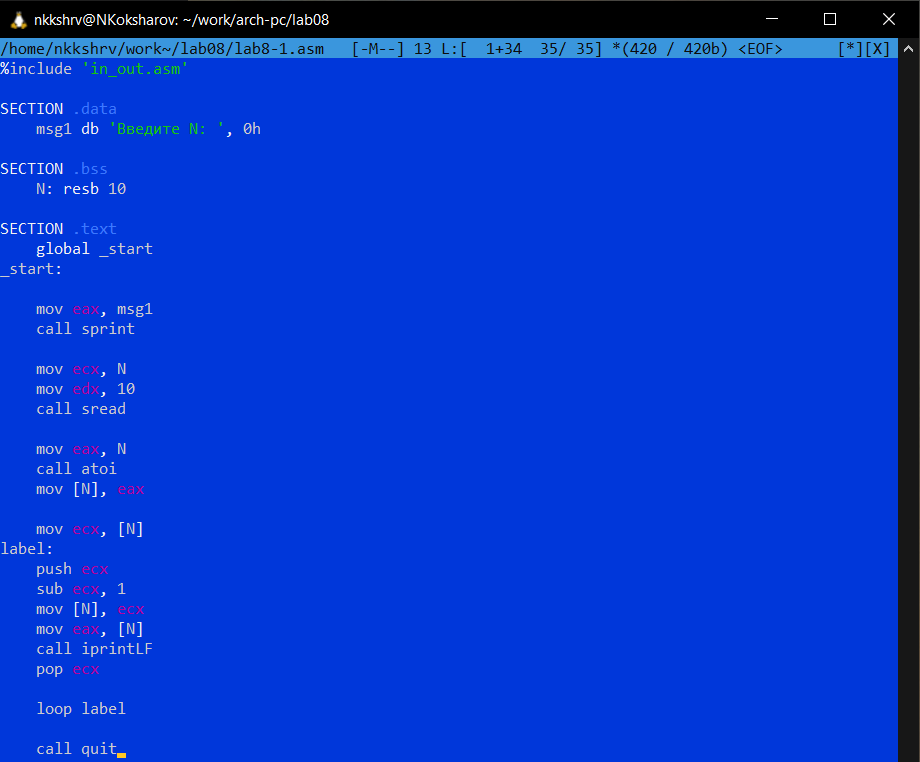 nkkshrv@NKoksharov: ~/work/arch-pc/lab08
/home/nkkshrv/work~/lab08/lab8-1.asm   [-M--] 13 L:[  1+34  35/ 35] *(420 / 420b) <EOF>      [*][X]
%include 'in_out.asm'
SECTION .data
    msg1 db 'Введите N: ', 0h
SECTION .bss
    N: resb 10
SECTION .text
    global _start
_start:
    mov eax, msg1
    call sprint
    mov ecx, N
    mov edx, 10
    call sread
    mov eax, N
    call atoi
    mov [N], eax
    mov ecx, [N]
label:
    push ecx
    sub ecx, 1
    mov [N], ecx
    mov eax, [N]
    call iprintLF
    pop ecx
    loop label
    call quit